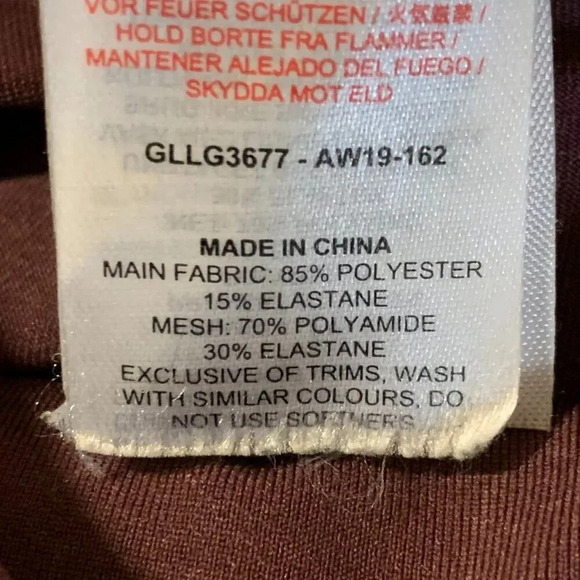 VOR FEUER SCHÜTZEN / 火気厳禁 /
HOLD BORTE FRA FLAMMER /
MANTENER ALEJADO DEL FUEGO /
SKYDDA MOT ELD
GLLG3677 - AW19-162
MADE IN CHINA
MAIN FABRIC: 85% POLYESTER
15% ELASTANE
MESH: 70% POLYAMIDE
30% ELASTANE
EXCLUSIVE OF TRIMS, WASH
WITH SIMILAR COLOURS, DO
NOT USE SOFTNERS